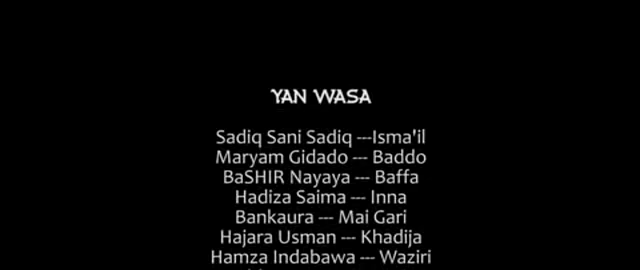 YAN WASA
Sadiq Sani Sadiq ---Isma'il
Maryam Gidado --- Baddo
BaSHIR Nayaya --- Baffa
Hadiza Saima --- Inna
Bankaura --- Mai Gari
Hajara Usman --- Khadija
Hamza Indabawa --- Waziri